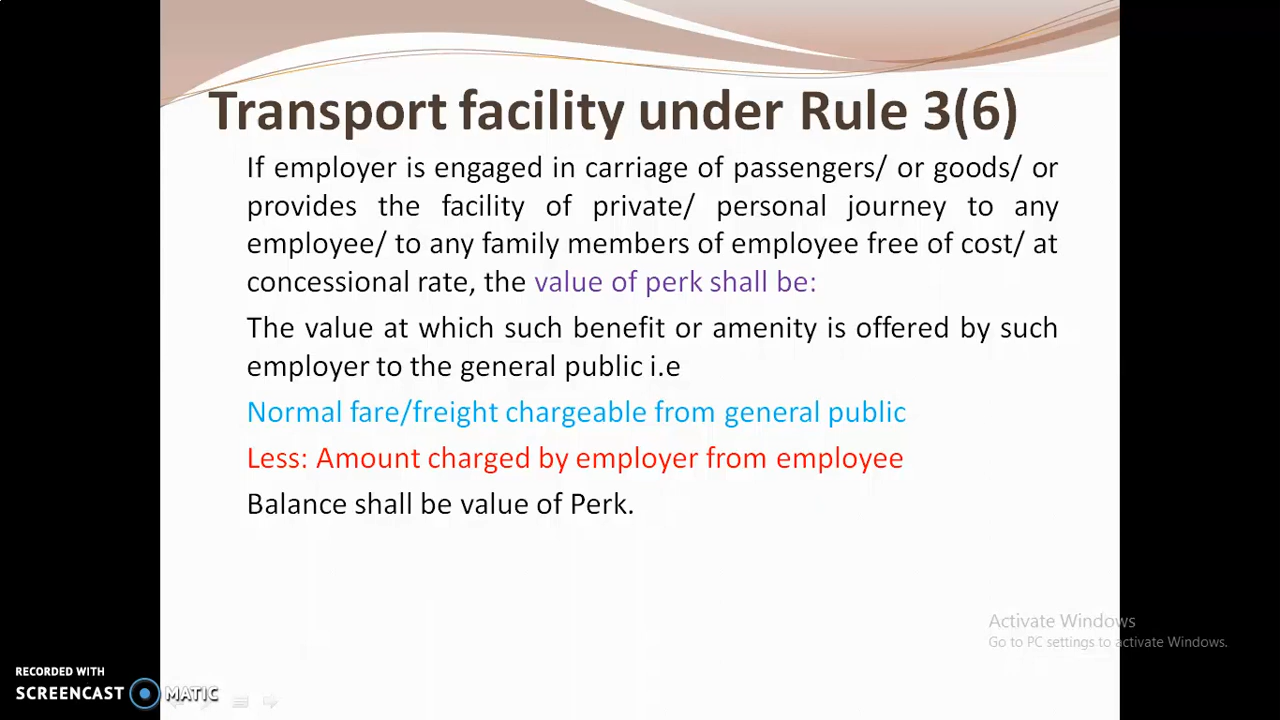 Transport facility under Rule 3(6)
If employer is engaged in carriage of passengers/ or goods/ or
provides the facility of private/ personal journey to any
employee/ to any family members of employee free of cost/ at
concessional rate, the value of perk shall be:
The value at which such benefit or amenity is offered by such
employer to the general public i.e
Normal fare/freight chargeable from general public
Less: Amount charged by employer from employee
Balance shall be value of Perk.
Activate Windows
Go to PC settings to activate Windows.
RECORDED WITH
SCREENCAST MATIC